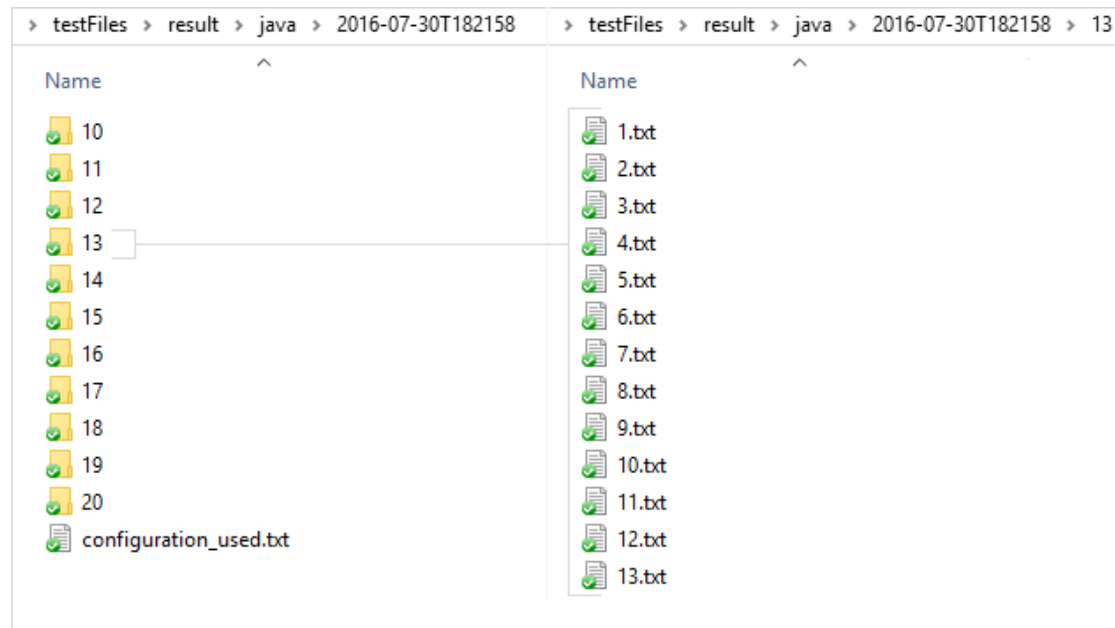 > testFiles > result > java > 2016-07-30T182158
Name
10
11
12
13
14
15
16
17
18
19
20
configuration_used.txt
> testFiles > result > java > 2016-07-30T182158 > 13
Name
1.txt
2.txt
3.txt
4.txt
5.txt
6.txt
7.txt
8.txt
9.txt
10.txt
11.txt
12.txt
13.txt